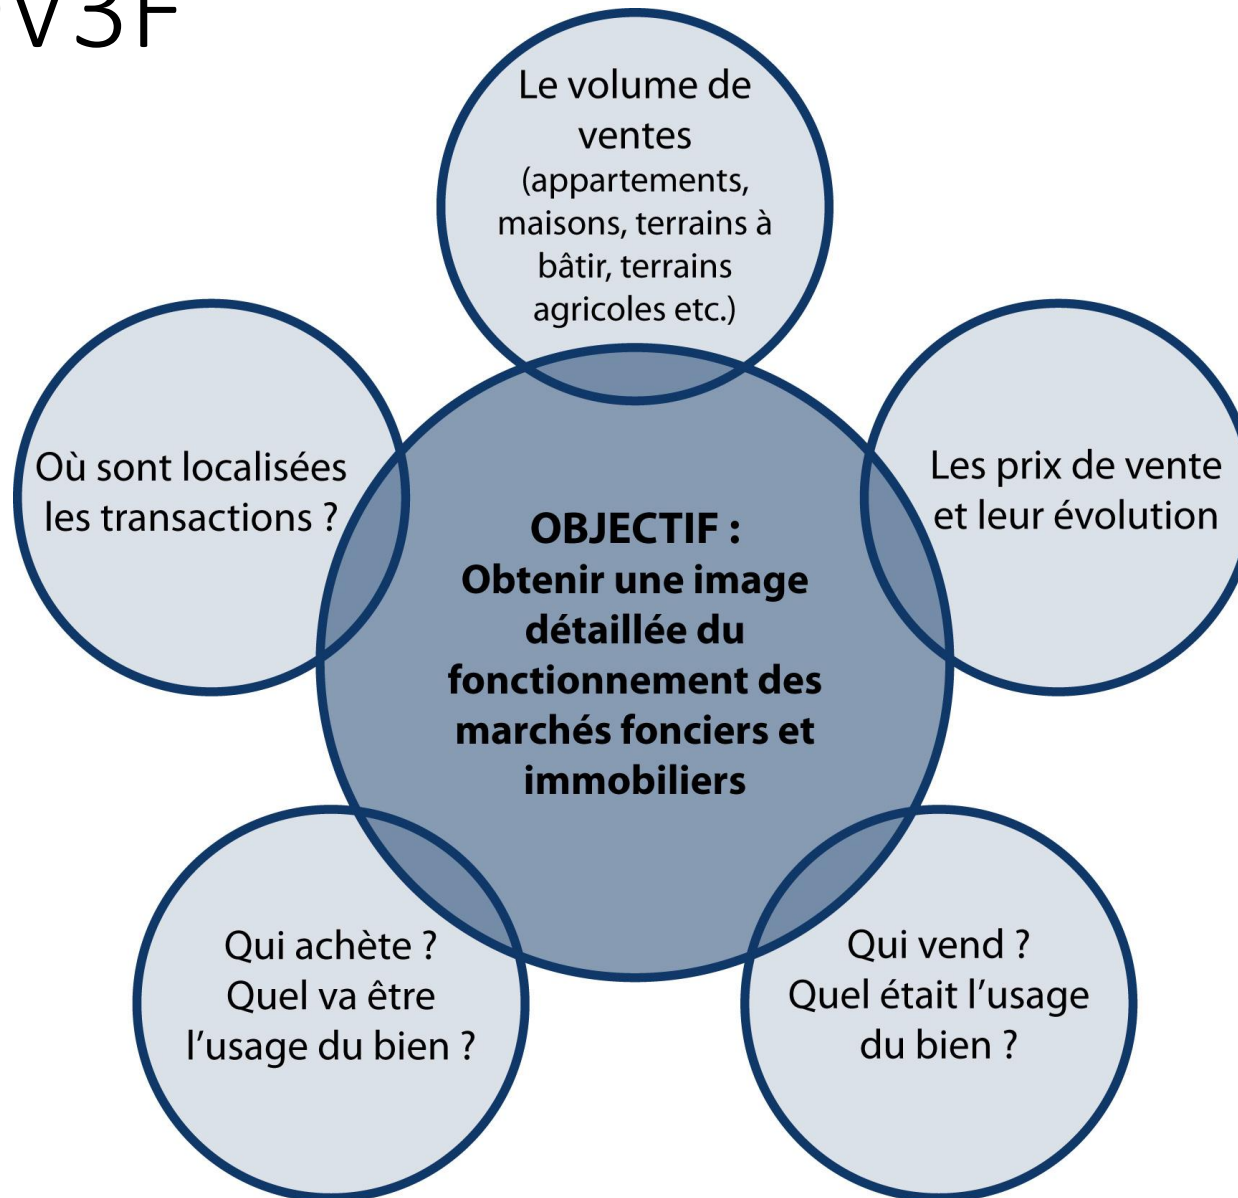 V3F
Le volume de
ventes
(appartements,
maisons, terrains à
bâtir, terrains
agricoles etc.)
Où sont localisées
les transactions ?
Les prix de vente
et leur évolution
OBJECTIF :
Obtenir une image
détaillée du
fonctionnement des
marchés fonciers et
immobiliers
Qui achète ?
Quel va être
l'usage du bien ?
Qui vend ?
Quel était l'usage
du bien ?